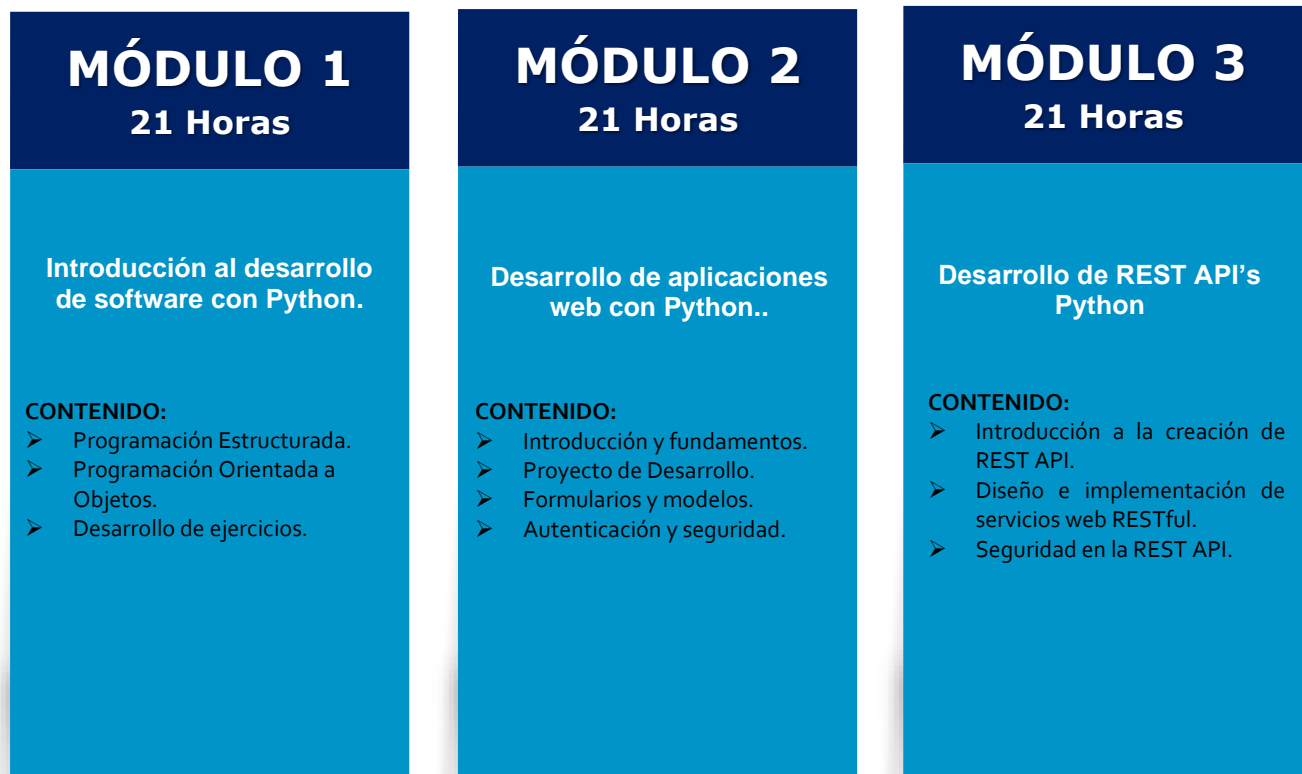 MÓDULO 1
21 Horas
Introducción al desarrollo
de software con Python.
CONTENIDO:
➢ Programación Estructurada.
➢ Programación Orientada a
Objetos.
➢ Desarrollo de ejercicios.
MÓDULO 2
21 Horas
Desarrollo de aplicaciones
web con Python..
CONTENIDO:
➢ Introducción y fundamentos.
➢ Proyecto de Desarrollo.
➢ Formularios y modelos.
➢ Autenticación y seguridad.
MÓDULO 3
21 Horas
Desarrollo de REST API’s
Python
CONTENIDO:
➢ Introducción a la creación de
REST API.
➢ Diseño e implementación de
servicios web RESTful.
➢ Seguridad en la REST API.